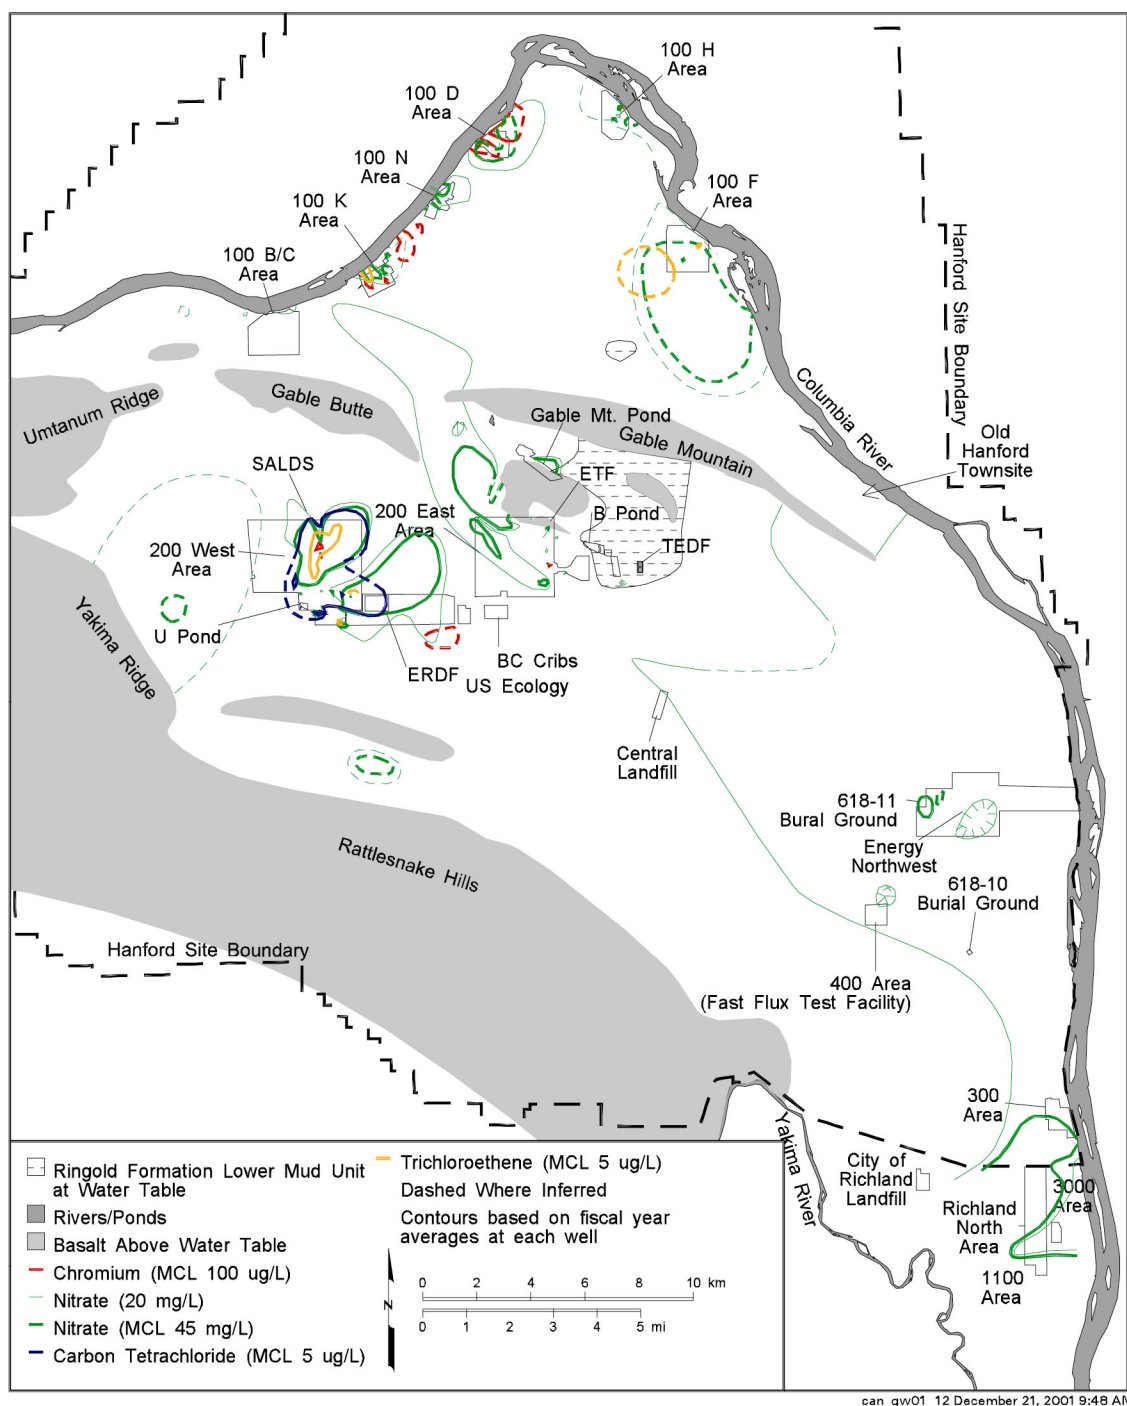 100 H
Area
100 D
Area
100 N
Area
100 K
Area
100 F
Area
100 B/C
Area
Hanford Site Boundary
Columbia River
Umtanum Ridge
Gable Butte
Gable Mt. Pond
Gable Mountain
Old
Hanford
Townsite
SALDS
ETF
200 East
Area
B Pond
200 West
Area
TEDF
U Pond
Yakima Ridge
ERDF
BC Cribs
US Ecology
Central
Landfill
618-11
Bural Ground
Energy
Northwest
Rattlesnake Hills
618-10
Burial Ground
Hanford Site Boundary
400 Area
(Fast Flux Test Facility)
300
Area
Yakima River
City of
Richland
Landfill
3000
Area
Richland
North
Area
1100
Area
Ringold Formation Lower Mud Unit
at Water Table
Rivers/Ponds
Basalt Above Water Table
Chromium (MCL 100 ug/L)
Nitrate (20 mg/L)
Nitrate (MCL 45 mg/L)
Carbon Tetrachloride (MCL 5 ug/L)
Trichloroethene (MCL 5 ug/L)
Dashed Where Inferred
Contours based on fiscal year
averages at each well
N
0 2 4 6 8 10 km
0 1 2 3 4 5 mi
can_gw01_12 December 21, 2001 9:48 AM